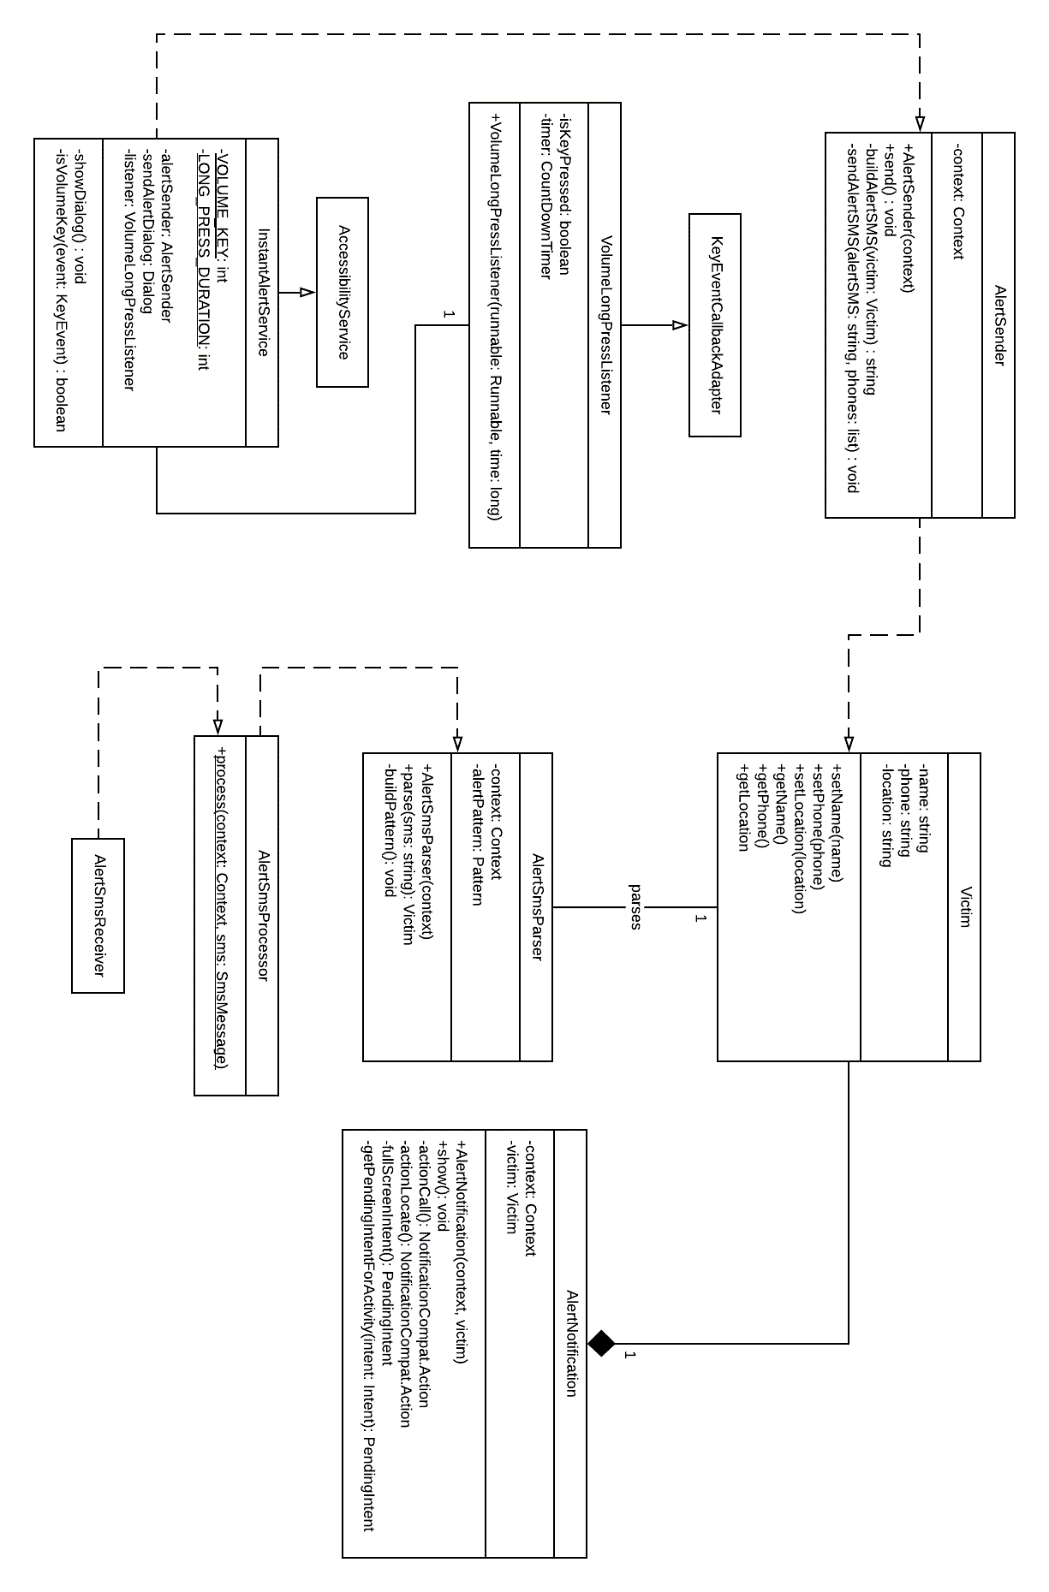 AlertSender
-context: Context
+AlertSender(context)
+send() : void
-buildAlertSMS(victim: Victim) : string
-sendAlertSMS(alertSMS: string, phones: list) : void
KeyEventCallbackAdapter
VolumeLongPressListener
-isKeyPressed: boolean
-timer: CountDownTimer
+VolumeLongPressListener(runnable: Runnable, time: long)
1
AccessibilityService
InstantAlertService
-VOLUME_KEY: int
-LONG_PRESS_DURATION: int
-alertSender: AlertSender
-sendAlertDialog: Dialog
-listener: VolumeLongPressListener
-showDialog() : void
-isVolumeKey(event: KeyEvent) : boolean
Victim
-name: string
-phone: string
-location: string
+setName(name)
+setPhone(phone)
+setLocation(location)
+getName()
+getPhone()
+getLocation
1
parses
AlertSmsParser
-context: Context
-alertPattern: Pattern
+AlertSmsParser(context)
+parse(sms: string): Victim
-buildPattern(): void
AlertSmsProcessor
+process(context: Context, sms: SmsMessage)
AlertSmsReceiver
1
AlertNotification
-context: Context
-victim: Victim
+AlertNotification(context, victim)
+show(): void
-actionCall(): NotificationCompat.Action
-actionLocate(): NotificationCompat.Action
-fullScreenIntent(): PendingIntent
-getPendingIntentForActivity(intent: Intent): PendingIntent